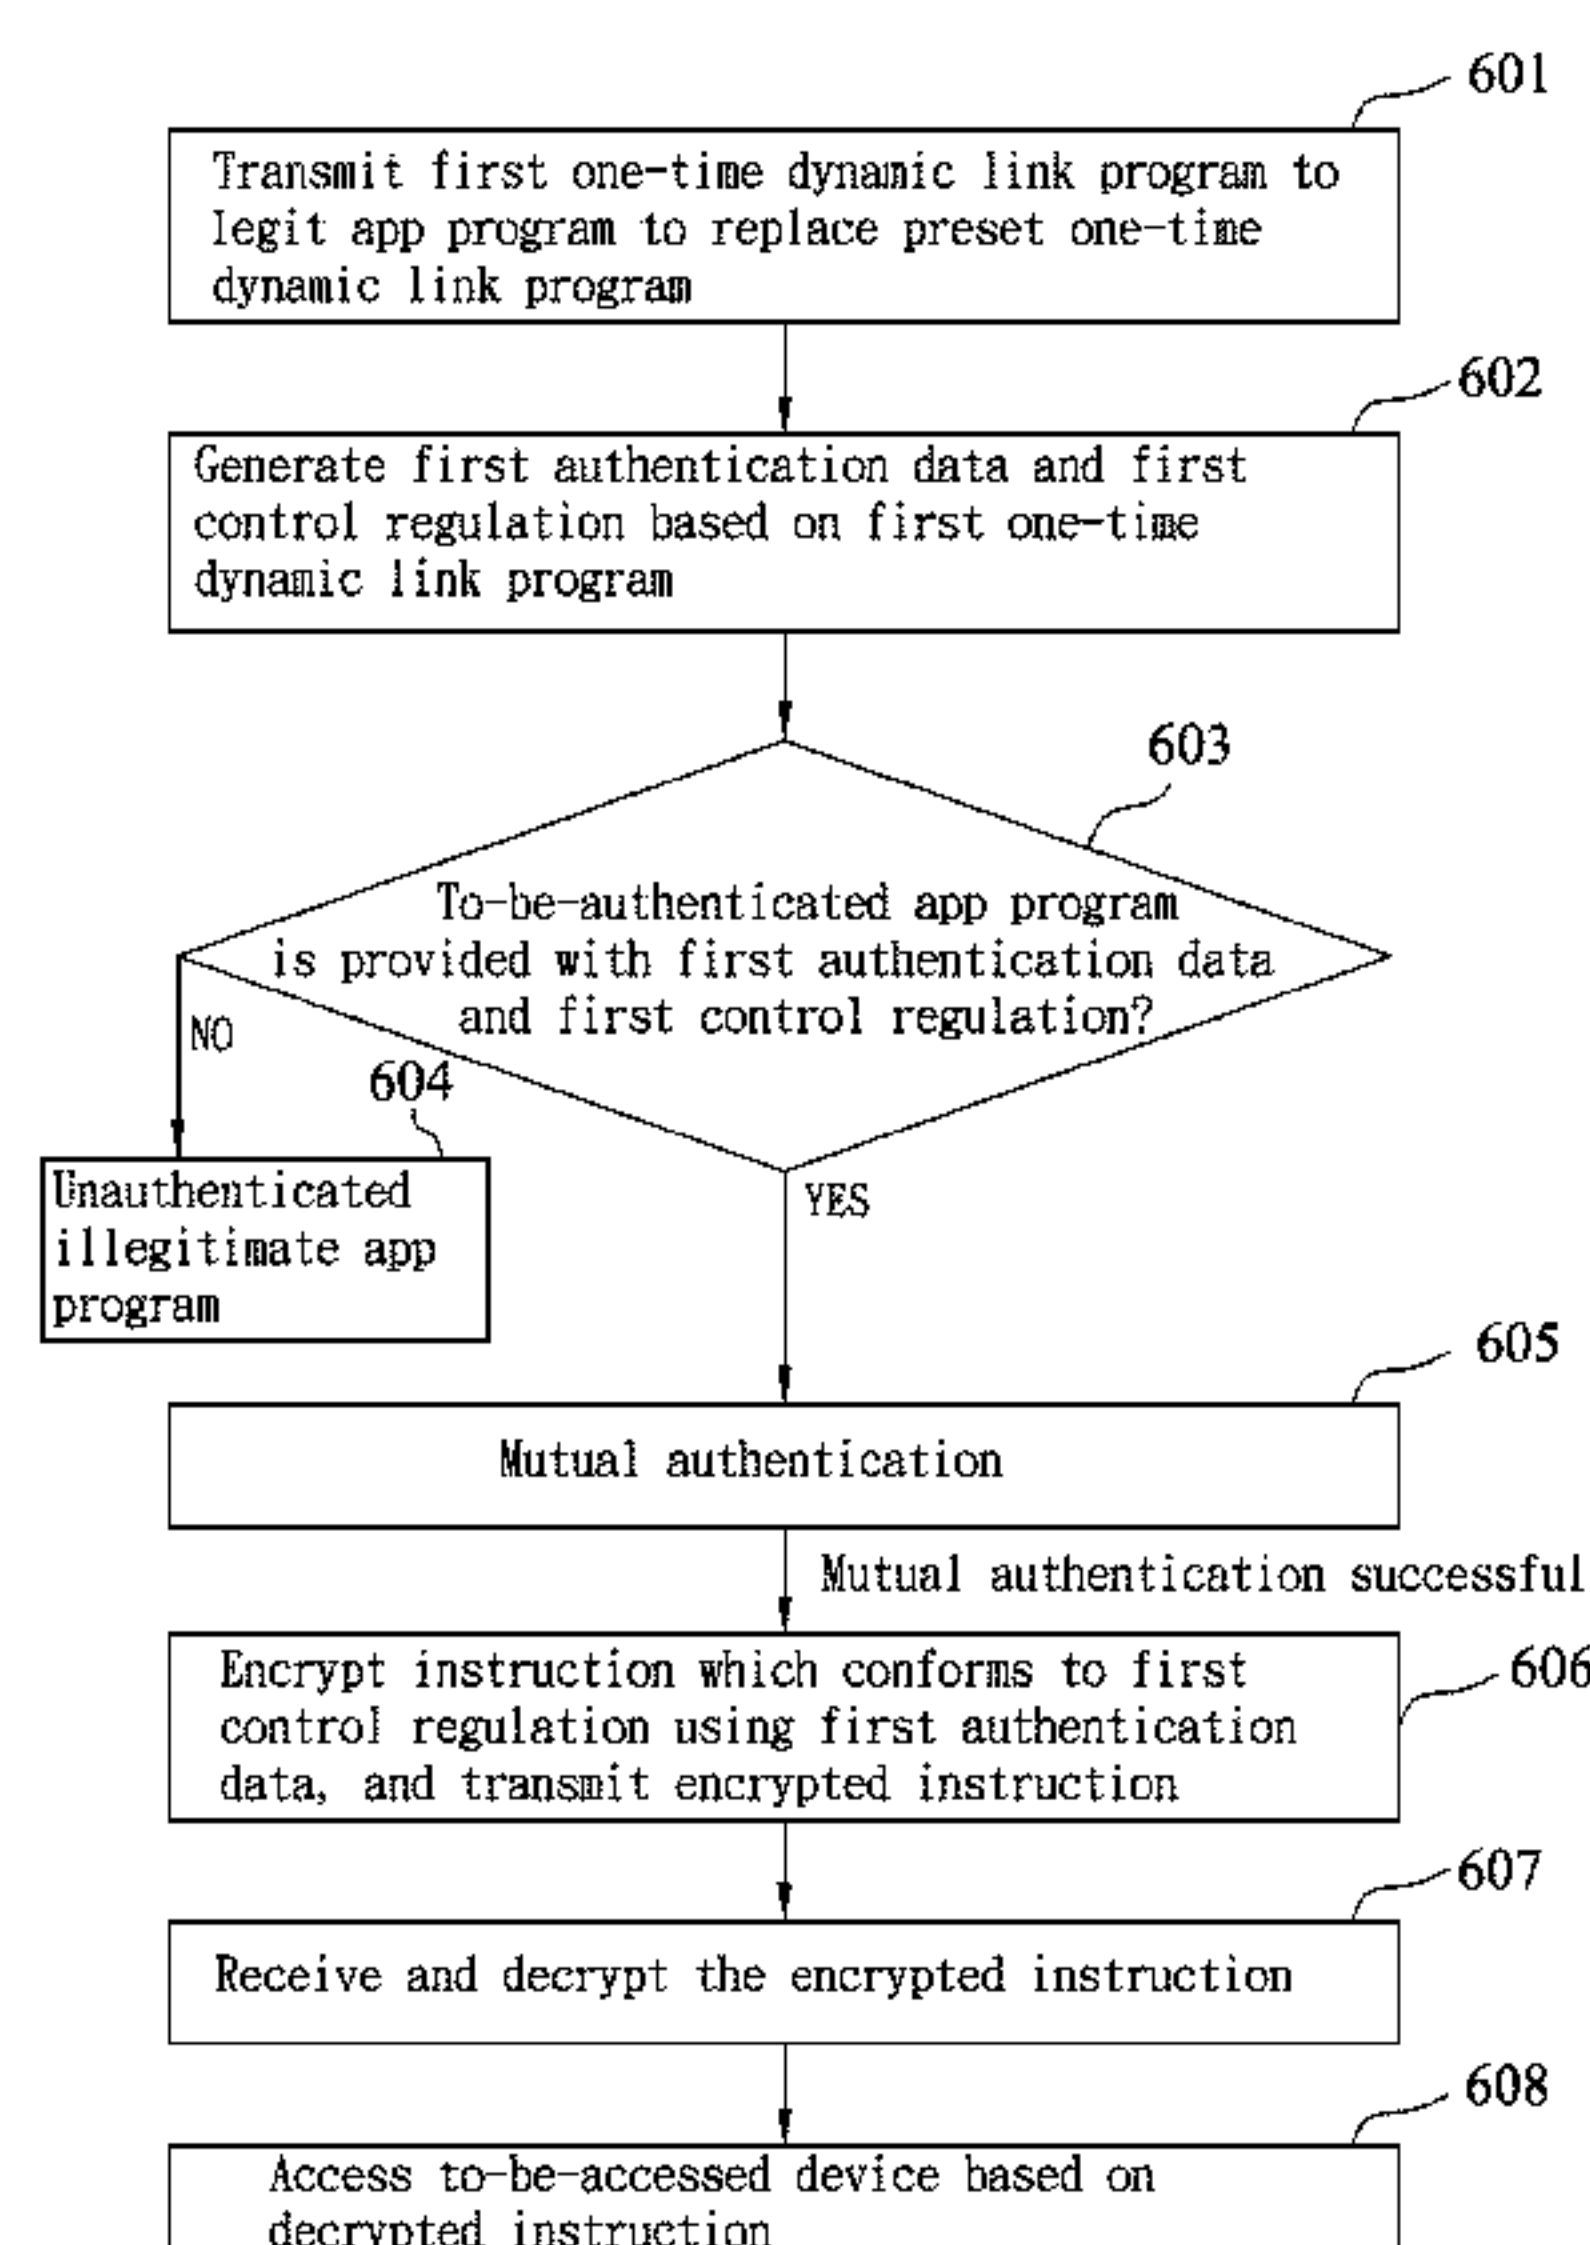 601
Transmit first one-time dynamic link program to
legit app program to replace preset one-time
dynamic link program
602
Generate first authentication data and first
control regulation based on first one-time
dynamic link program
603
To-be-authenticated app program
is provided with first authentication data
and first control regulation?
NO
604
Unauthenticated
illegitimate app
program
YES
605
Mutual authentication
Mutual authentication successful
606
Encrypt instruction which conforms to first
control regulation using first authentication
data, and transmit encrypted instruction
607
Receive and decrypt the encrypted instruction
608
Access to-be-accessed device based on
decrypted instruction